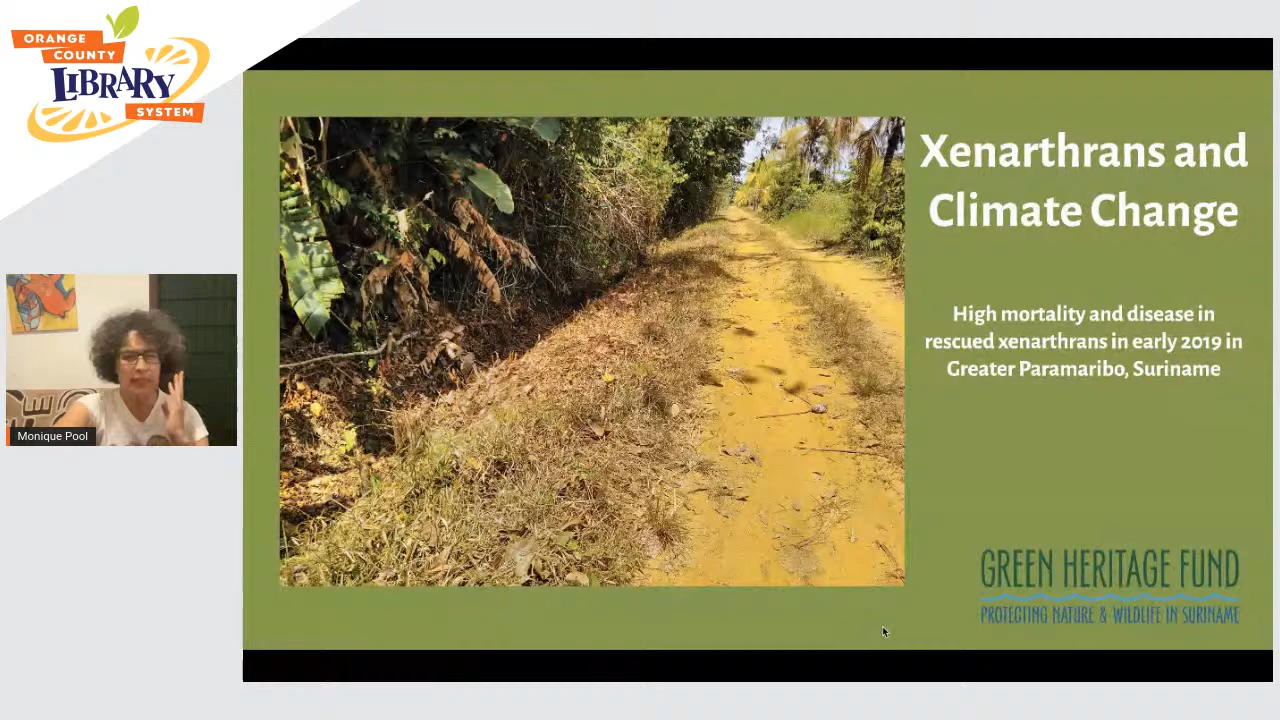 ORANGE
COUNTY
LIBRARY
SYSTEM
Xenarthrans and
Climate Change
High mortality and disease in
rescued xenarthrans in early 2019 in
Greater Paramaribo, Suriname
Monique Pool
GREEN HERITAGE FUND
PROTECTING NATURE & WILDLIFE IN SURINAME